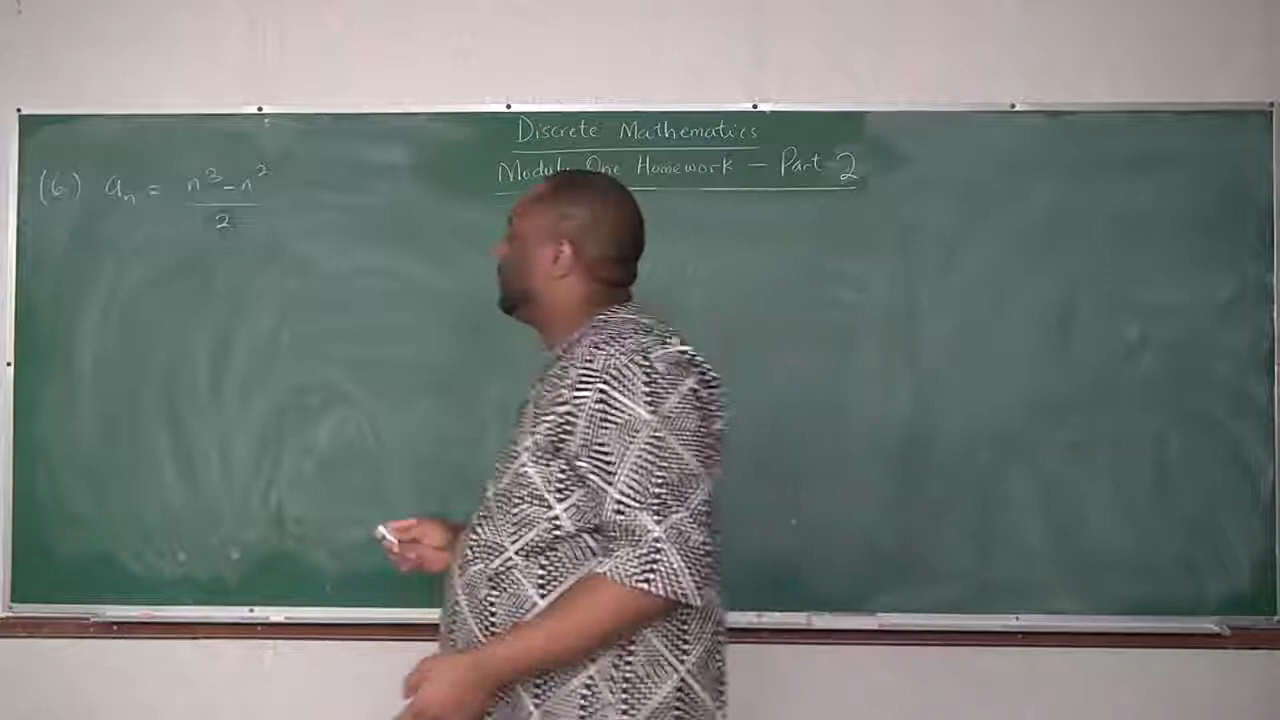 Discrete Mathematics
Module One Homework - Part 2
(6) aₙ = n³-n²
2